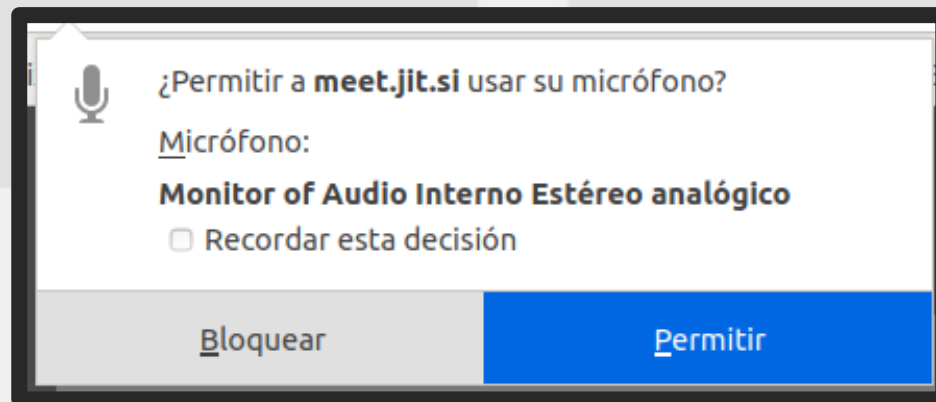 ¿Permitir a meet.jit.si usar su micrófono?
Micrófono:
Monitor of Audio Interno Estéreo analógico
Recordar esta decisión
Bloquear
Permitir